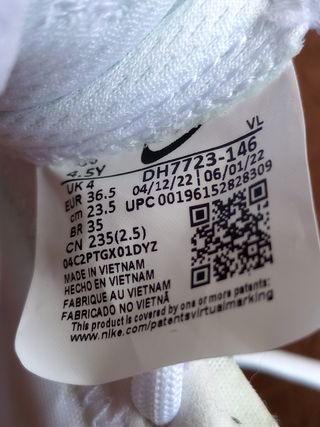 4.5Y VL
UK 4 DH7723-146
EUR 36.5 04/12/22 | 06/01/22
cm 23.5 UPC 00196152828309
BR 35
CN 235(2.5)
04C2PTGX01DYZ
MADE IN VIETNAM
HECHO EN VIETNAM
FABRIQUE AU VIETNAM
FABRICADO NO VIETNÃ
This product is covered by one or more patents:
www.nike.com/patentsvirtualmarking